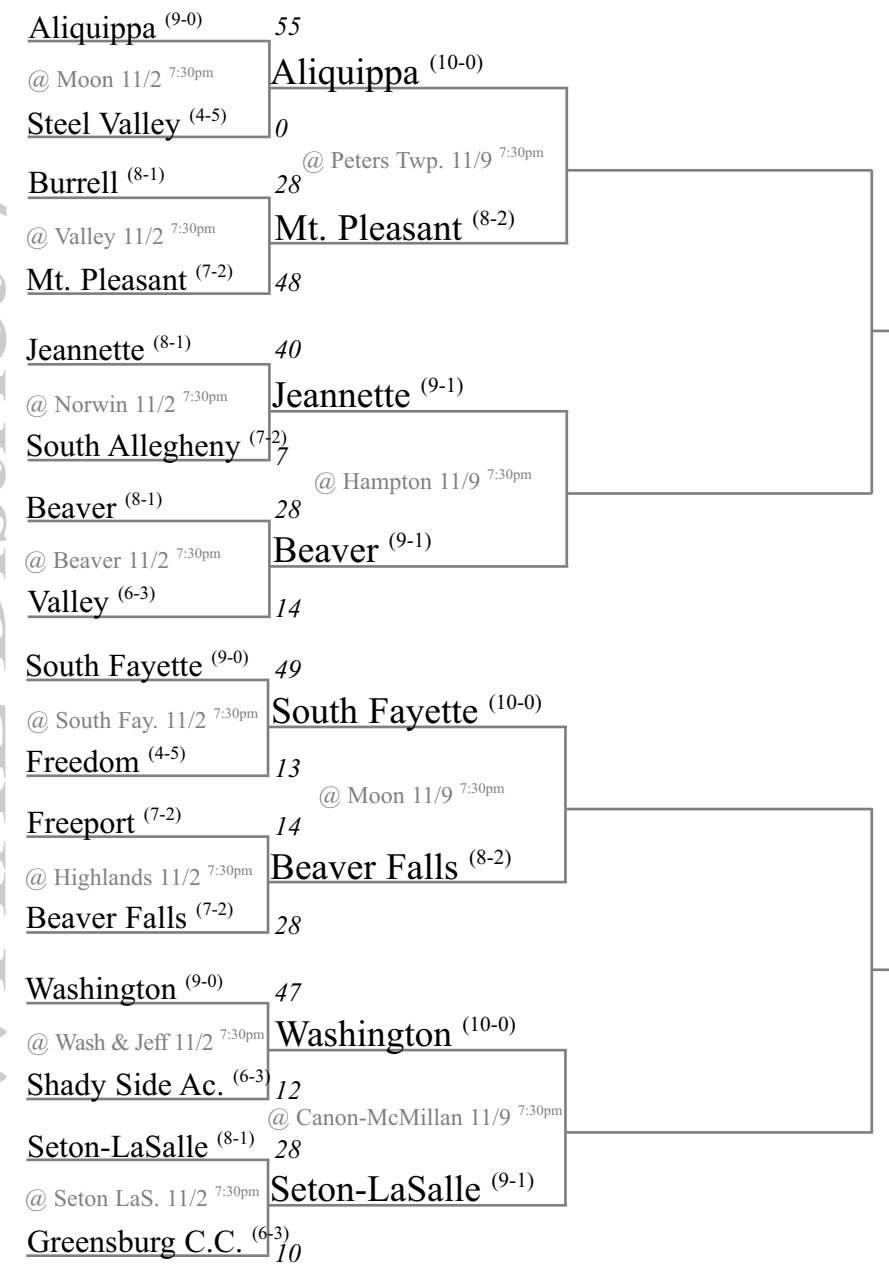 Aliquippa (9-0) 55
@ Moon 11/2 7:30pm
Aliquippa (10-0)
Steel Valley (4-5) 0
@ Peters Twp. 11/9 7:30pm
Burrell (8-1) 28
@ Valley 11/2 7:30pm
Mt. Pleasant (8-2)
Mt. Pleasant (7-2) 48
Jeannette (8-1) 40
@ Norwin 11/2 7:30pm
Jeannette (9-1)
South Allegheny (7-2) 7
@ Hampton 11/9 7:30pm
Beaver (8-1) 28
@ Beaver 11/2 7:30pm
Beaver (9-1)
Valley (6-3) 14
South Fayette (9-0) 49
@ South Fay. 11/2 7:30pm
South Fayette (10-0)
Freedom (4-5) 13
@ Moon 11/9 7:30pm
Freeport (7-2) 14
@ Highlands 11/2 7:30pm
Beaver Falls (8-2)
Beaver Falls (7-2) 28
Washington (9-0) 47
@ Wash & Jeff 11/2 7:30pm
Washington (10-0)
Shady Side Ac. (6-3) 12
@ Canon-McMillan 11/9 7:30pm
Seton-LaSalle (8-1) 28
@ Seton LaS. 11/2 7:30pm
Seton-LaSalle (9-1)
Greensburg C.C. (6-3) 10